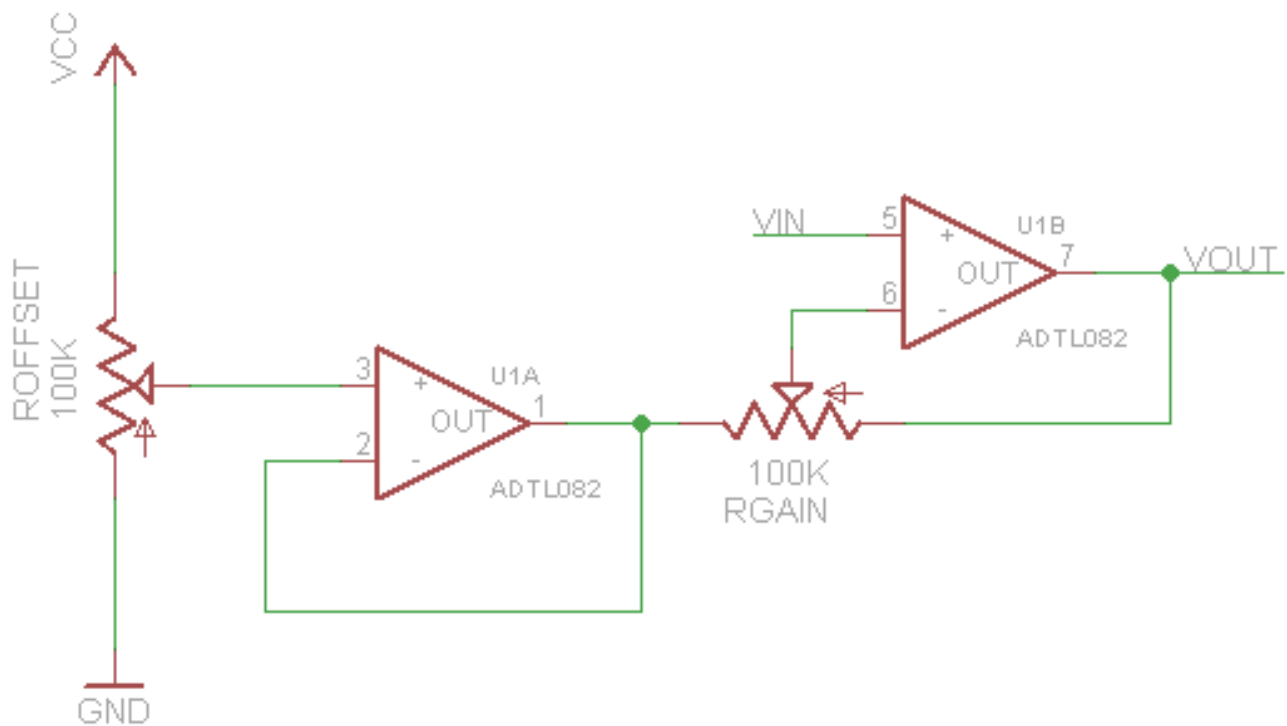 VCC
ROFFSET
100K
GND
3
2
+
-
OUT
U1A
1
ADTL082
100K
RGAIN
VIN
5
6
+
-
OUT
U1B
7
ADTL082
VOUT